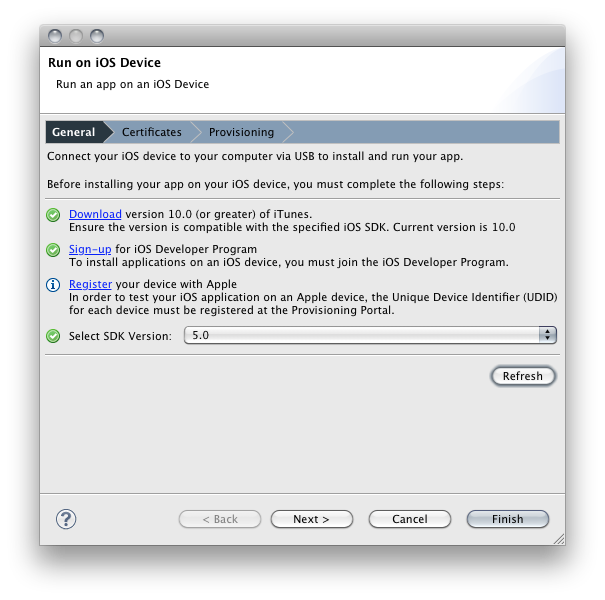 Run on iOS Device
Run an app on an iOS Device
General Certificates Provisioning
Connect your iOS device to your computer via USB to install and run your app.
Before installing your app on your iOS device, you must complete the following steps:
Download version 10.0 (or greater) of iTunes.
Ensure the version is compatible with the specified iOS SDK. Current version is 10.0
Sign-up for iOS Developer Program
To install applications on an iOS device, you must join the iOS Developer Program.
Register your device with Apple
In order to test your iOS application on an Apple device, the Unique Device Identifier (UDID)
for each device must be registered at the Provisioning Portal.
Select SDK Version: 5.0
Refresh
? < Back Next > Cancel Finish